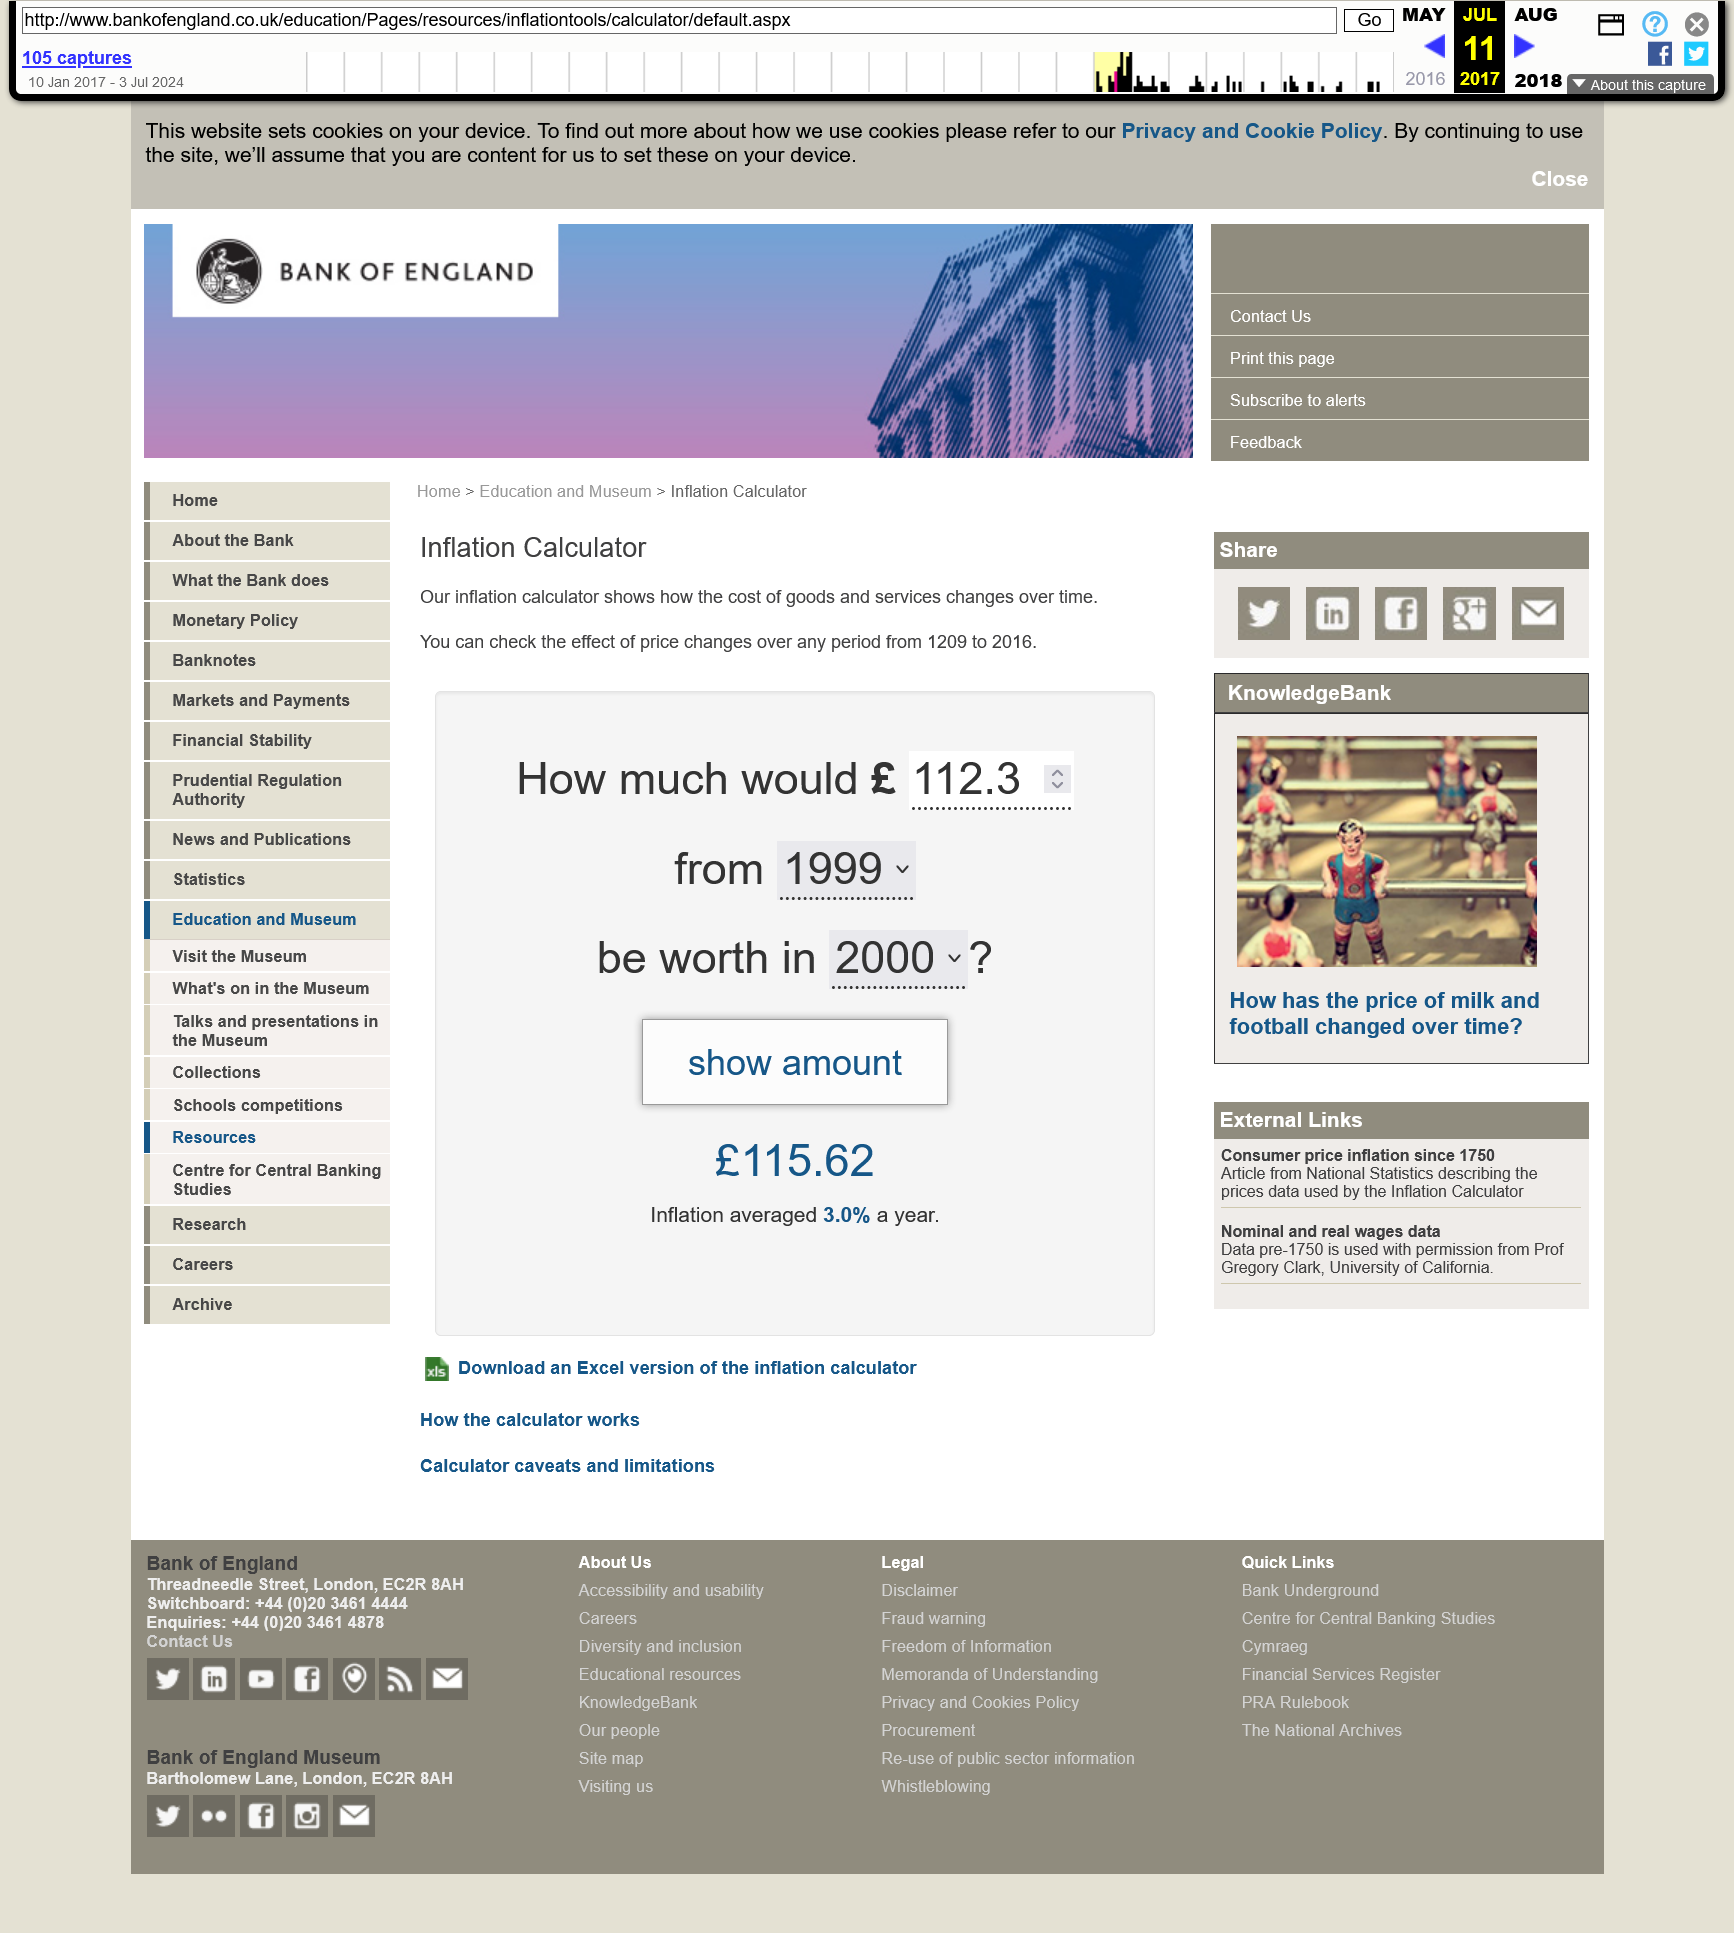 http://www.bankofengland.co.uk/education/Pages/resources/inflationtools/calculator/default.aspx
Go
MAY
JUL
AUG
105 captures
11
10 Jan 2017 - 3 Jul 2024
2016
2017
2018
About this capture
This website sets cookies on your device. To find out more about how we use cookies please refer to our Privacy and Cookie Policy. By continuing to use
the site, we’ll assume that you are content for us to set these on your device.
Close
BANK OF ENGLAND
Contact Us
Print this page
Subscribe to alerts
Feedback
Home
About the Bank
What the Bank does
Monetary Policy
Banknotes
Markets and Payments
Financial Stability
Prudential Regulation
Authority
News and Publications
Statistics
Education and Museum
Visit the Museum
What's on in the Museum
Talks and presentations in
the Museum
Collections
Schools competitions
Resources
Centre for Central Banking
Studies
Research
Careers
Archive
Home > Education and Museum > Inflation Calculator
Inflation Calculator
Our inflation calculator shows how the cost of goods and services changes over time.
You can check the effect of price changes over any period from 1209 to 2016.
How much would £ 112.3
from 1999
be worth in 2000 ?
show amount
£115.62
Inflation averaged 3.0% a year.
xls Download an Excel version of the inflation calculator
How the calculator works
Calculator caveats and limitations
Share
KnowledgeBank
How has the price of milk and
football changed over time?
External Links
Consumer price inflation since 1750
Article from National Statistics describing the
prices data used by the Inflation Calculator
Nominal and real wages data
Data pre-1750 is used with permission from Prof
Gregory Clark, University of California.
Bank of England
Threadneedle Street, London, EC2R 8AH
Switchboard: +44 (0)20 3461 4444
Enquiries: +44 (0)20 3461 4878
Contact Us
Bank of England Museum
Bartholomew Lane, London, EC2R 8AH
About Us
Accessibility and usability
Careers
Diversity and inclusion
Educational resources
KnowledgeBank
Our people
Site map
Visiting us
Legal
Disclaimer
Fraud warning
Freedom of Information
Memoranda of Understanding
Privacy and Cookies Policy
Procurement
Re-use of public sector information
Whistleblowing
Quick Links
Bank Underground
Centre for Central Banking Studies
Cymraeg
Financial Services Register
PRA Rulebook
The National Archives